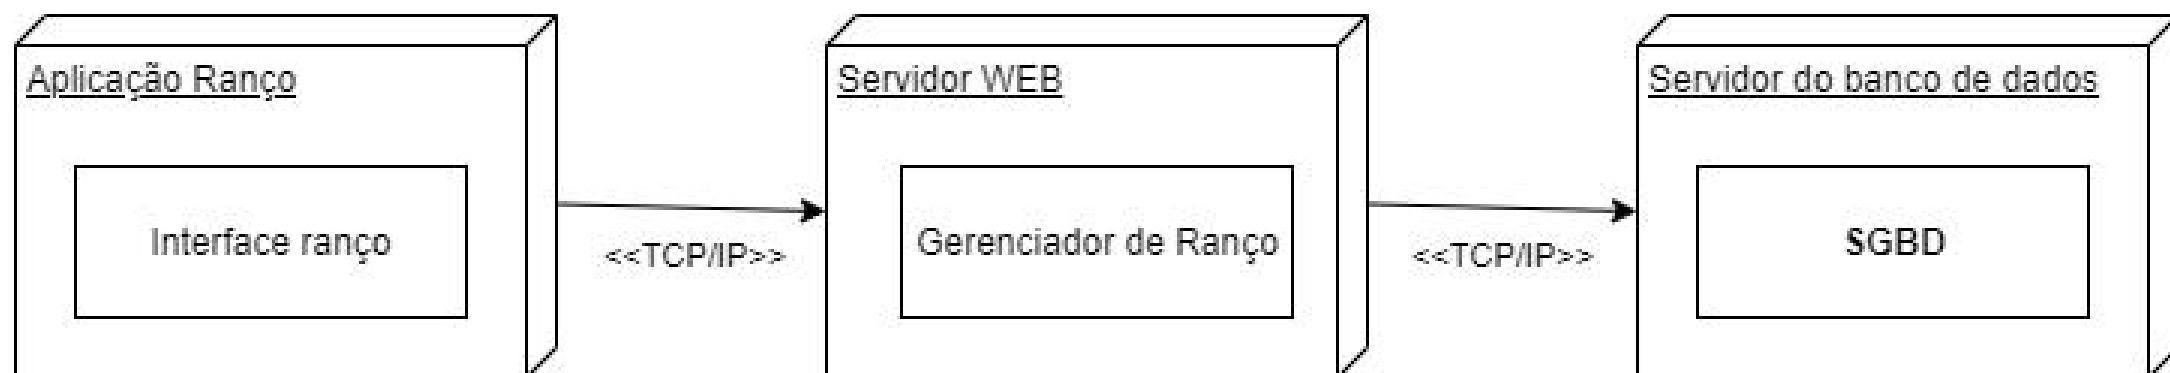 Aplicação Ranço
Interface ranço
<<TCP/IP>>
Servidor WEB
Gerenciador de Ranço
<<TCP/IP>>
Servidor do banco de dados
SGBD